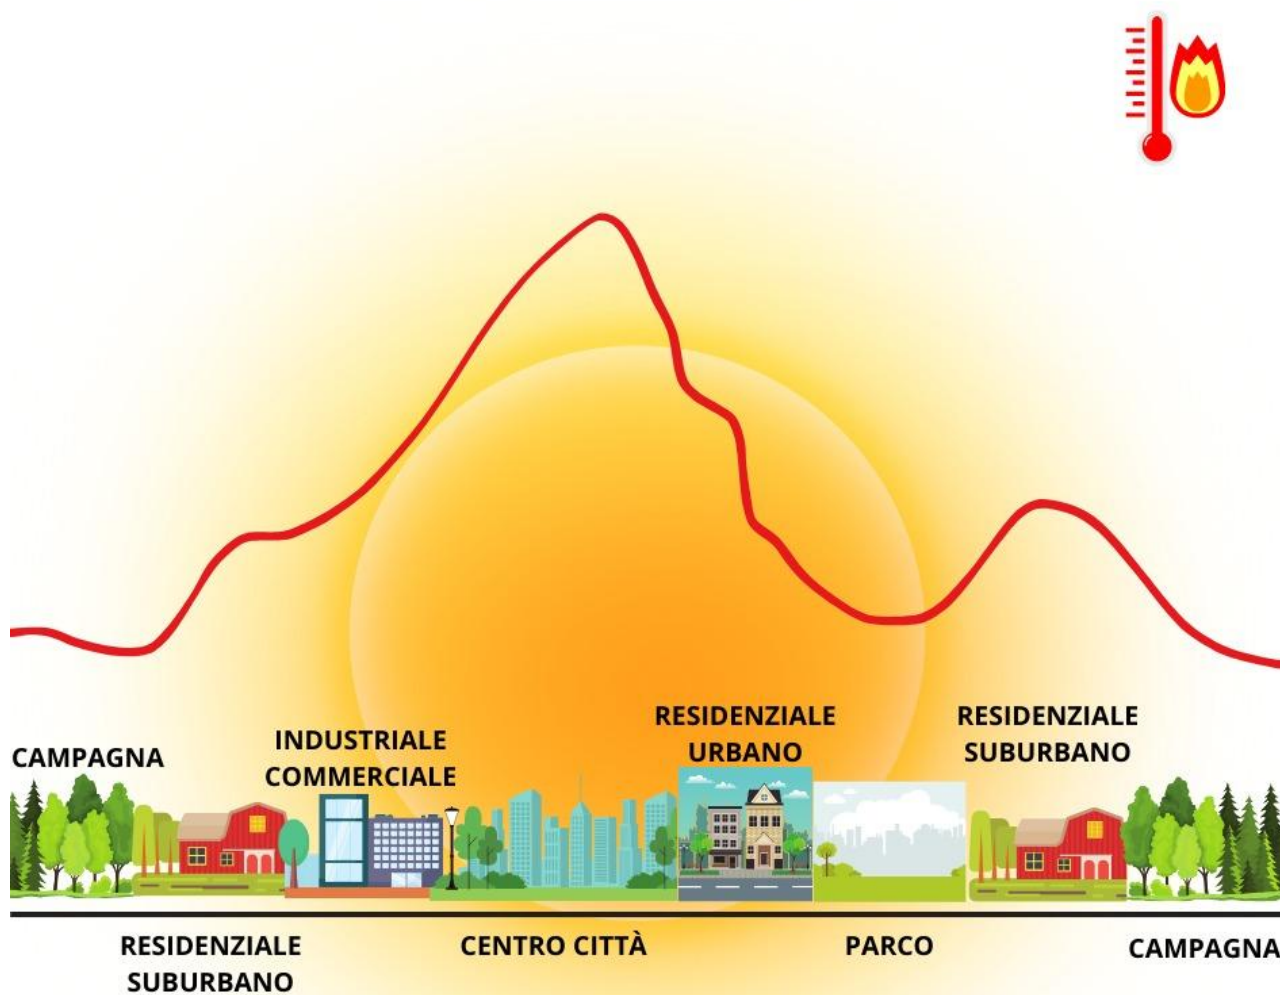 RESIDENZIALE
URBANO
RESIDENZIALE
SUBURBANO
INDUSTRIALE
COMMERCIALE
CAMPAGNA
RESIDENZIALE
SUBURBANO
CENTRO CITTÀ
PARCO
CAMPAGNA